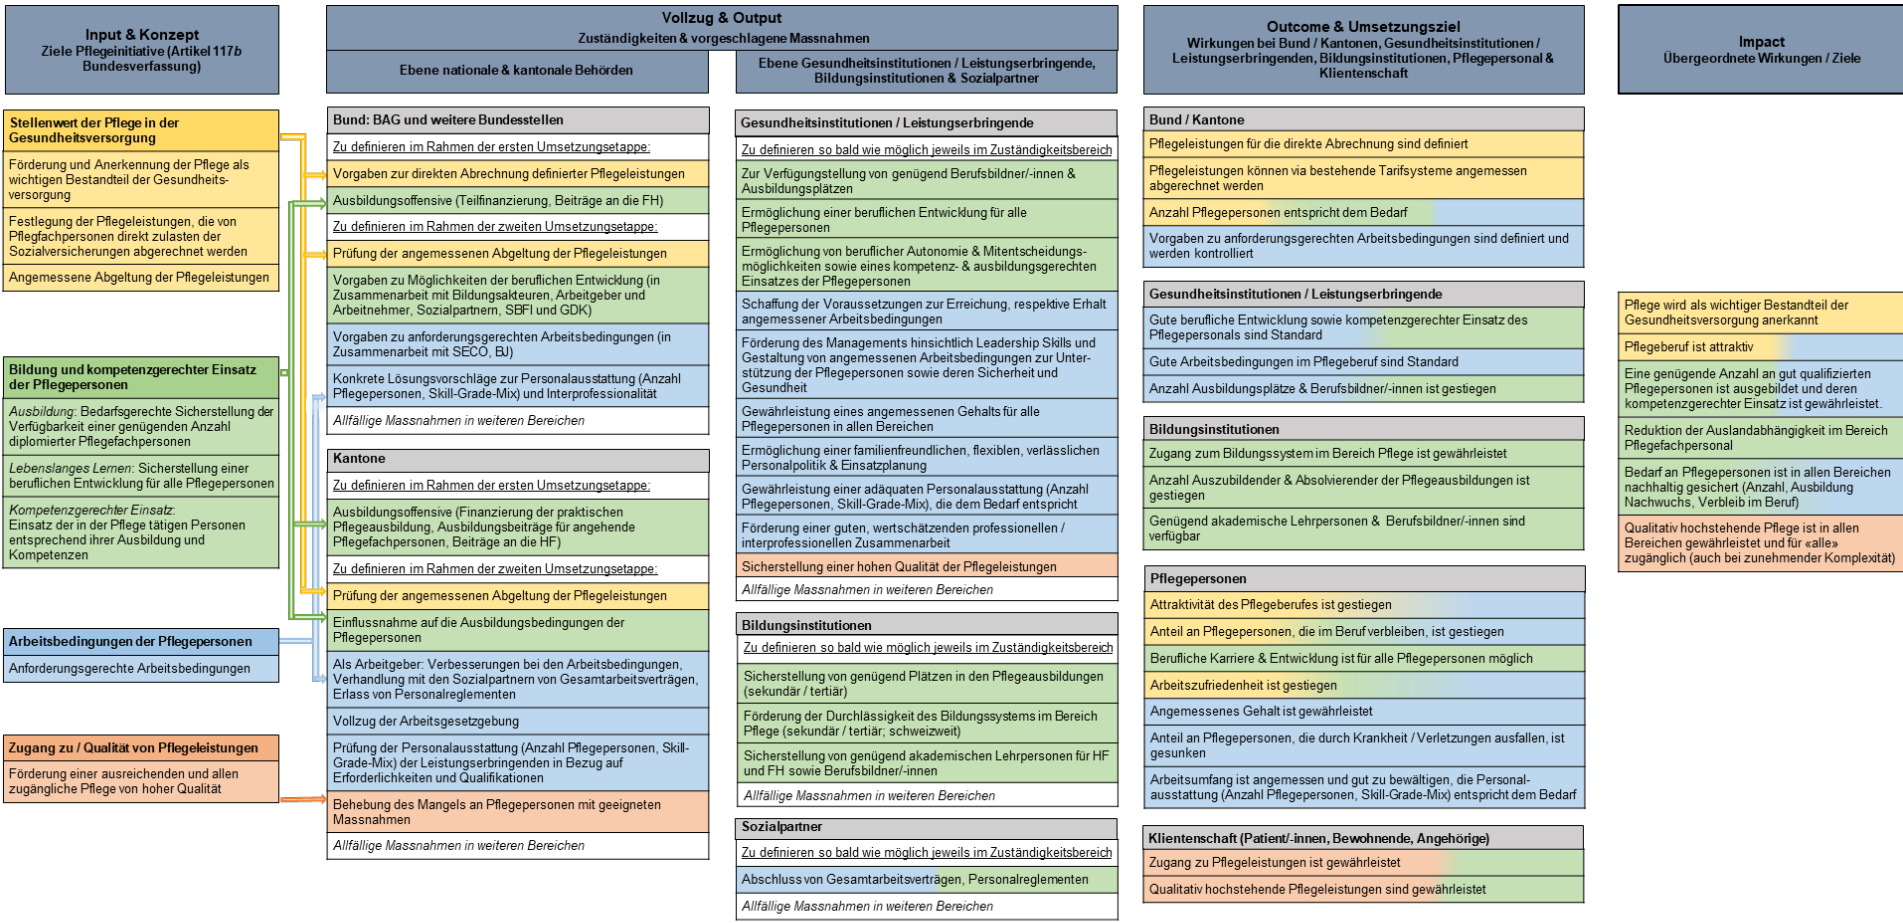 Input & Konzept
Ziele Pflegeinitiative (Artikel 117b
Bundesverfassung)
Stellenwert der Pflege in der
Gesundheitsversorgung
Förderung und Anerkennung der Pflege als
wichtigen Bestandteil der Gesundheits-
versorgung
Festlegung der Pflegeleistungen, die von
Pflegfachpersonen direkt zulasten der
Sozialversicherungen abgerechnet werden
Angemessene Abgeltung der Pflegeleistungen
Bildung und kompetenzgerechter Einsatz
der Pflegepersonen
Ausbildung: Bedarfsgerechte Sicherstellung der
Verfügbarkeit einer genügenden Anzahl
diplomierter Pflegefachpersonen
Lebenslanges Lernen: Sicherstellung einer
beruflichen Entwicklung für alle Pflegepersonen
Kompetenzgerechter Einsatz:
Einsatz der in der Pflege tätigen Personen
entsprechend ihrer Ausbildung und
Kompetenzen
Arbeitsbedingungen der Pflegepersonen
Anforderungsgerechte Arbeitsbedingungen
Zugang zu / Qualität von Pflegeleistungen
Förderung einer ausreichenden und allen
zugängliche Pflege von hoher Qualität
Vollzug & Output
Zuständigkeiten & vorgeschlagene Massnahmen
Ebene nationale & kantonale Behörden
Bund: BAG und weitere Bundesstellen
Zu definieren im Rahmen der ersten Umsetzungsetappe:
Vorgaben zur direkten Abrechnung definierter Pflegeleistungen
Ausbildungsoffensive (Teilfinanzierung, Beiträge an die FH)
Zu definieren im Rahmen der zweiten Umsetzungsetappe:
Prüfung der angemessenen Abgeltung der Pflegeleistungen
Vorgaben zu Möglichkeiten der beruflichen Entwicklung (in
Zusammenarbeit mit Bildungsakteuren, Arbeitgeber und
Arbeitnehmer, Sozialpartnern, SBFI und GDK)
Vorgaben zu anforderungsgerechten Arbeitsbedingungen (in
Zusammenarbeit mit SECO, BJ)
Konkrete Lösungsvorschläge zur Personalausstattung (Anzahl
Pflegepersonen, Skill-Grade-Mix) und Interprofessionalität
Allfällige Massnahmen in weiteren Bereichen
Kantone
Zu definieren im Rahmen der ersten Umsetzungsetappe:
Ausbildungsoffensive (Finanzierung der praktischen
Pflegeausbildung, Ausbildungsbeiträge für angehende
Pflegefachpersonen, Beiträge an die HF)
Zu definieren im Rahmen der zweiten Umsetzungsetappe:
Prüfung der angemessenen Abgeltung der Pflegeleistungen
Einflussnahme auf die Ausbildungsbedingungen der
Pflegepersonen
Als Arbeitgeber: Verbesserungen bei den Arbeitsbedingungen,
Verhandlung mit den Sozialpartnern von Gesamtarbeitsverträgen,
Erlass von Personalreglementen
Vollzug der Arbeitsgesetzgebung
Prüfung der Personalausstattung (Anzahl Pflegepersonen, Skill-
Grade-Mix) der Leistungserbringenden in Bezug auf
Erforderlichkeiten und Qualifikationen
Behebung des Mangels an Pflegepersonen mit geeigneten
Massnahmen
Allfällige Massnahmen in weiteren Bereichen
Ebene Gesundheitsinstitutionen / Leistungserbringende,
Bildungsinstitutionen & Sozialpartner
Gesundheitsinstitutionen / Leistungserbringende
Zu definieren so bald wie möglich jeweils im Zuständigkeitsbereich
Zur Verfügungstellung von genügend Berufsbildner/-innen &
Ausbildungsplätzen
Ermöglichung einer beruflichen Entwicklung für alle
Pflegepersonen
Ermöglichung von beruflicher Autonomie & Mitentscheidungs-
möglichkeiten sowie eines kompetenz- & ausbildungsgerechten
Einsatzes der Pflegepersonen
Schaffung der Voraussetzungen zur Erreichung, respektive Erhalt
angemessener Arbeitsbedingungen
Förderung des Managements hinsichtlich Leadership Skills und
Gestaltung von angemessenen Arbeitsbedingungen zur Unter-
stützung der Pflegepersonen sowie deren Sicherheit und
Gesundheit
Gewährleistung eines angemessenen Gehalts für alle
Pflegepersonen in allen Bereichen
Ermöglichung einer familienfreundlichen, flexiblen, verlässlichen
Personalpolitik & Einsatzplanung
Gewährleistung einer adäquaten Personalausstattung (Anzahl
Pflegepersonen, Skill-Grade-Mix), die dem Bedarf entspricht
Förderung einer guten, wertschätzenden professionellen /
interprofessionellen Zusammenarbeit
Sicherstellung einer hohen Qualität der Pflegeleistungen
Allfällige Massnahmen in weiteren Bereichen
Bildungsinstitutionen
Zu definieren so bald wie möglich jeweils im Zuständigkeitsbereich
Sicherstellung von genügend Plätzen in den Pflegeausbildungen
(sekundär / tertiär)
Förderung der Durchlässigkeit des Bildungssystems im Bereich
Pflege (sekundär / tertiär; schweizweit)
Sicherstellung von genügend akademischen Lehrpersonen für HF
und FH sowie Berufsbildner/-innen
Allfällige Massnahmen in weiteren Bereichen
Sozialpartner
Zu definieren so bald wie möglich jeweils im Zuständigkeitsbereich
Abschluss von Gesamtarbeitsverträgen, Personalreglementen
Allfällige Massnahmen in weiteren Bereichen
Outcome & Umsetzungsziel
Wirkungen bei Bund / Kantonen, Gesundheitsinstitutionen /
Leistungserbringenden, Bildungsinstitutionen, Pflegepersonal &
Klientenschaft
Bund / Kantone
Pflegeleistungen für die direkte Abrechnung sind definiert
Pflegeleistungen können via bestehende Tarifsysteme angemessen
abgerechnet werden
Anzahl Pflegepersonen entspricht dem Bedarf
Vorgaben zu anforderungsgerechten Arbeitsbedingungen sind definiert und
werden kontrolliert
Gesundheitsinstitutionen / Leistungserbringende
Gute berufliche Entwicklung sowie kompetenzgerechter Einsatz des
Pflegepersonals sind Standard
Gute Arbeitsbedingungen im Pflegeberuf sind Standard
Anzahl Ausbildungsplätze & Berufsbildner/-innen ist gestiegen
Bildungsinstitutionen
Zugang zum Bildungssystem im Bereich Pflege ist gewährleistet
Anzahl Auszubildender & Absolvierender der Pflegeausbildungen ist
gestiegen
Genügend akademische Lehrpersonen & Berufsbildner/-innen sind
verfügbar
Pflegepersonen
Attraktivität des Pflegeberufes ist gestiegen
Anteil an Pflegepersonen, die im Beruf verbleiben, ist gestiegen
Berufliche Karriere & Entwicklung ist für alle Pflegepersonen möglich
Arbeitszufriedenheit ist gestiegen
Angemessenes Gehalt ist gewährleistet
Anteil an Pflegepersonen, die durch Krankheit / Verletzungen ausfallen, ist
gesunken
Arbeitsumfang ist angemessen und gut zu bewältigen, die Personal-
ausstattung (Anzahl Pflegepersonen, Skill-Grade-Mix) entspricht dem Bedarf
Klientenschaft (Patient/-innen, Bewohnende, Angehörige)
Zugang zu Pflegeleistungen ist gewährleistet
Qualitativ hochstehende Pflegeleistungen sind gewährleistet
Impact
Übergeordnete Wirkungen / Ziele
Pflege wird als wichtiger Bestandteil der
Gesundheitsversorgung anerkannt
Pflegeberuf ist attraktiv
Eine genügende Anzahl an gut qualifizierten
Pflegepersonen ist ausgebildet und deren
kompetenzgerechter Einsatz ist gewährleistet.
Reduktion der Auslandabhängigkeit im Bereich
Pflegefachpersonal
Bedarf an Pflegepersonen ist in allen Bereichen
nachhaltig gesichert (Anzahl, Ausbildung
Nachwuchs, Verbleib im Beruf)
Qualitativ hochstehende Pflege ist in allen
Bereichen gewährleistet und für «alle»
zugänglich (auch bei zunehmender Komplexität)